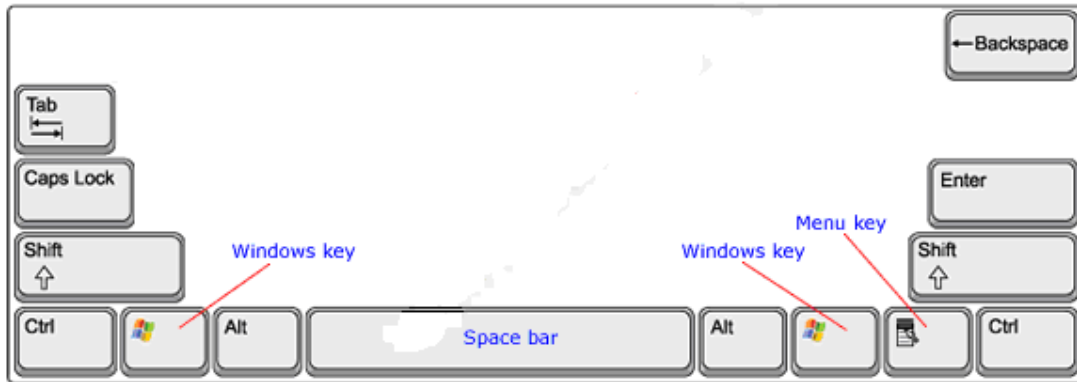 ←Backspace
Tab
Caps Lock
Enter
Menu key
Shift
Windows key
Windows key
Shift
Ctrl
Alt
Space bar
Alt
Ctrl